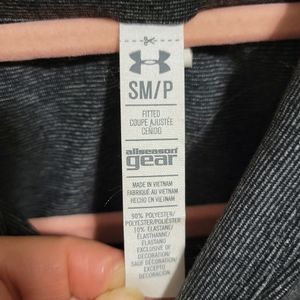 SM/P
FITTED
COUPE AJUSTÉE
CEÑIDO
allseason
gear
MADE IN VIETNAM
FABRIQUÉ AU VIETNAM
HECHO EN VIETNAM
90% POLYESTER/
POLYESTER/POLIÉSTER
10% ELASTANE/
ÉLASTHANNE/
ELASTANO
EXCLUSIVE OF
DECORATION/
SAUF DÉCORATION/
EXCEPTO
DECORACIÓN